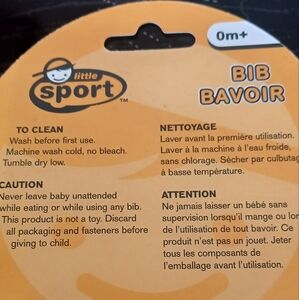 0m+
little
sport™
BIB
BAVOIR
TO CLEAN
Wash before first use.
Machine wash cold, no bleach.
Tumble dry low.
NETTOYAGE
Laver avant la première utilisation.
Laver à la machine à l'eau froide,
sans chlorage. Sécher par culbutag
à basse température.
CAUTION
Never leave baby unattended
while eating or while using any bib.
This product is not a toy. Discard
all packaging and fasteners before
giving to child.
ATTENTION
Ne jamais laisser un bébé sans
supervision lorsqu'il mange ou lor
de l'utilisation de tout bavoir. Ce
produit n'est pas un jouet. Jeter
tous les composants de
l'emballage avant l'utilisation.